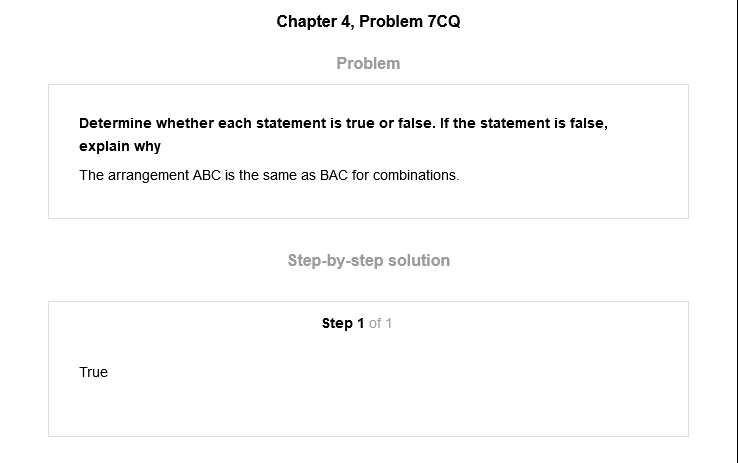 Chapter 4, Problem 7CQ
Problem
Determine whether each statement is true or false. If the statement is false,
explain why
The arrangement ABC is the same as BAC for combinations.
Step-by-step solution
Step 1 of 1
True